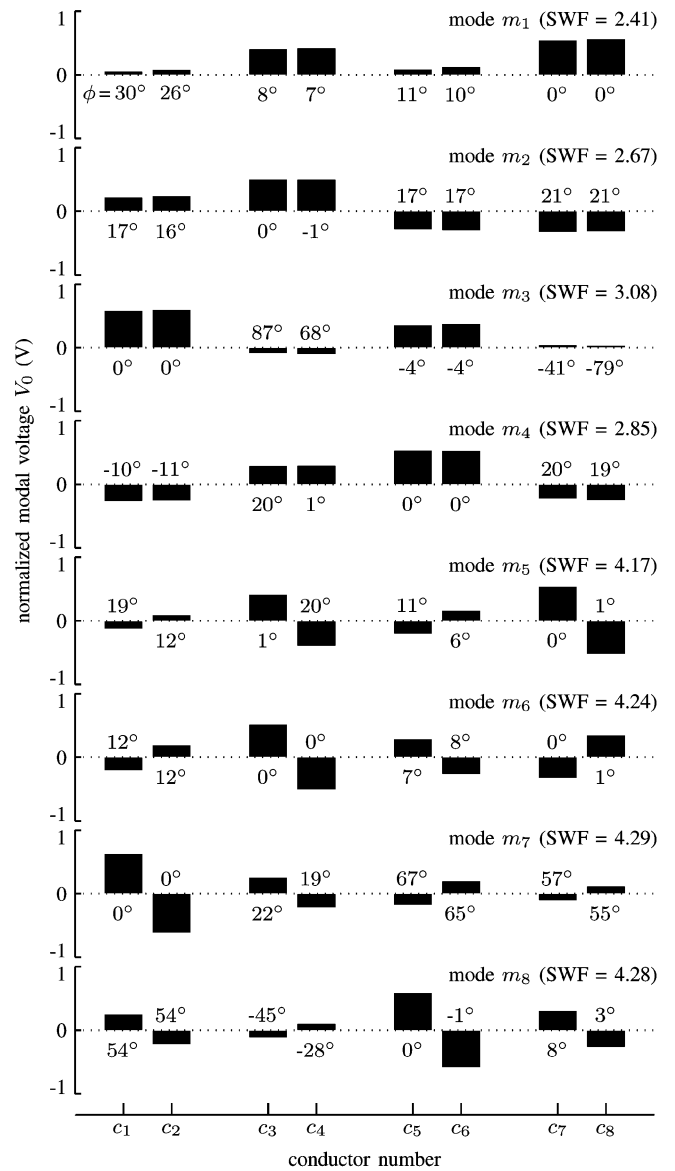 1
mode m₁ (SWF = 2.41)
0
ϕ = 30° 26° 8° 7° 11° 10° 0° 0°
-1
1
mode m₂ (SWF = 2.67)
17° 17° 21° 21°
0
17° 16° 0° -1°
-1
1
mode m₃ (SWF = 3.08)
87° 68°
0
0° 0° -4° -4° -41° -79°
-1
1
mode m₄ (SWF = 2.85)
-10° -11° 20° 19°
0
20° 1° 0° 0°
-1
1
mode m₅ (SWF = 4.17)
19° 20° 11° 1°
0
12° 1° 6° 0°
-1
1
mode m₆ (SWF = 4.24)
12° 0° 8° 0°
0
12° 0° 7° 1°
-1
1
mode m₇ (SWF = 4.29)
0° 19° 67° 57°
0
0° 22° 65° 55°
-1
1
mode m₈ (SWF = 4.28)
54° -45° -1° 3°
0
54° -28° 0° 8°
-1
c₁ c₂ c₃ c₄ c₅ c₆ c₇ c₈
conductor number
normalized modal voltage V₀ (V)